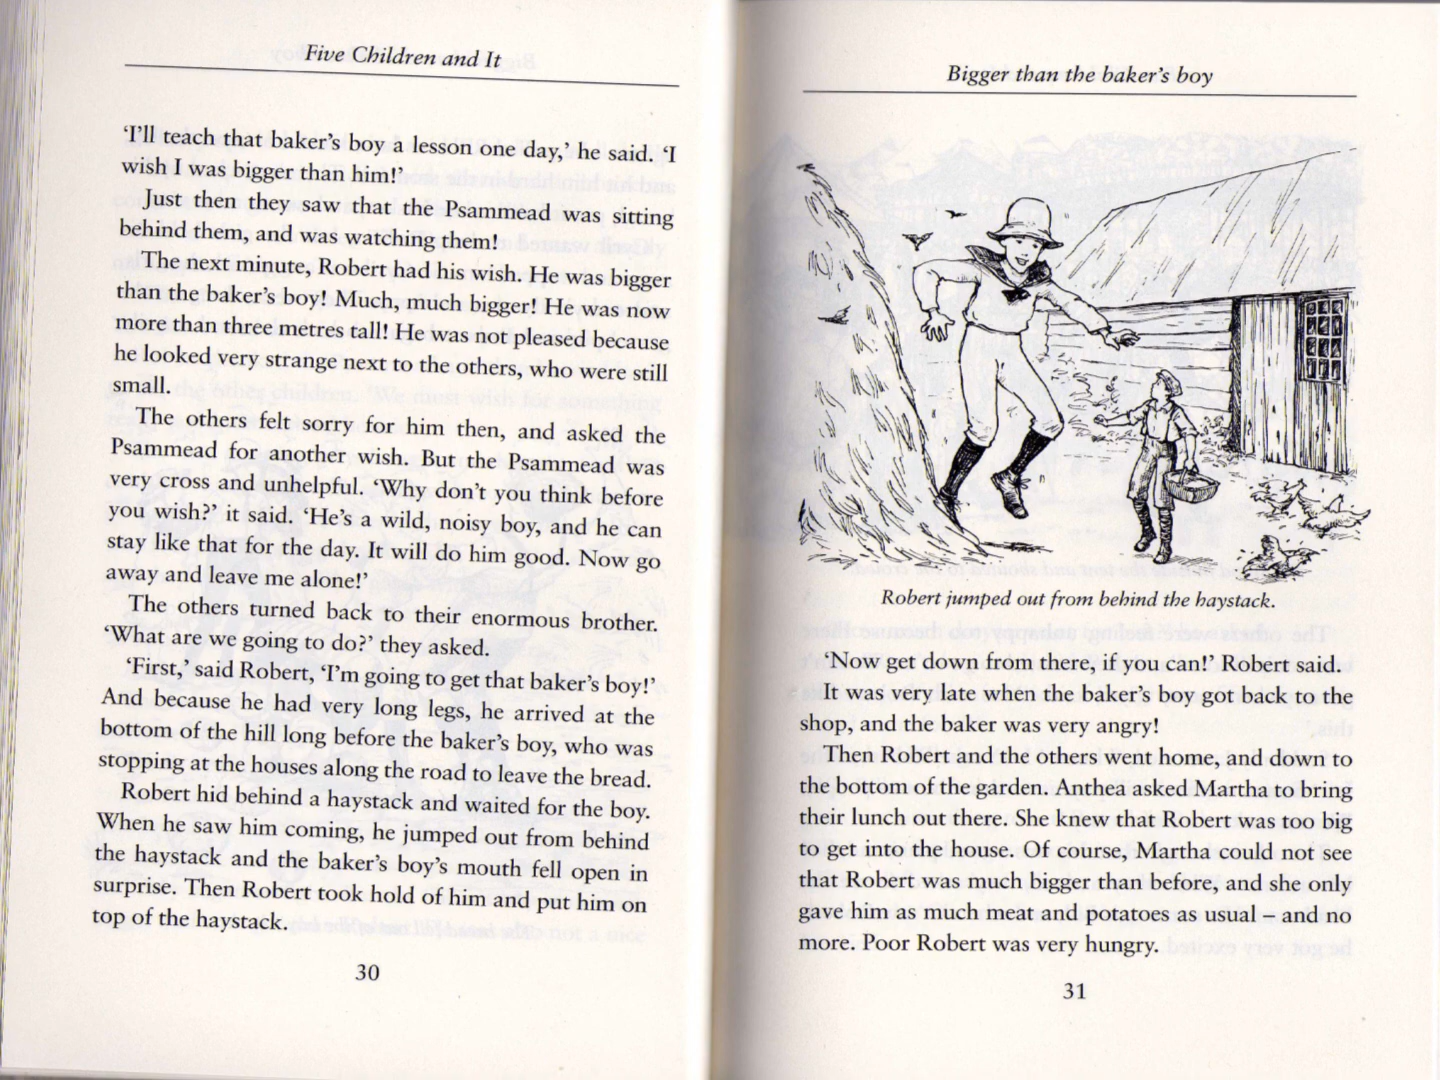 Five Children and It
‘I’ll teach that baker’s boy a lesson one day,’ he said. ‘I
wish I was bigger than him!’
Just then they saw that the Psammead was sitting
behind them, and was watching them!
The next minute, Robert had his wish. He was bigger
than the baker’s boy! Much, much bigger! He was now
more than three metres tall! He was not pleased because
he looked very strange next to the others, who were still
small.
The others felt sorry for him then, and asked the
Psammead for another wish. But the Psammead was
very cross and unhelpful. ‘Why don’t you think before
you wish?’ it said. ‘He’s a wild, noisy boy, and he can
stay like that for the day. It will do him good. Now go
away and leave me alone!’
The others turned back to their enormous brother.
‘What are we going to do?’ they asked.
‘First,’ said Robert, ‘I’m going to get that baker’s boy!’
And because he had very long legs, he arrived at the
bottom of the hill long before the baker’s boy, who was
stopping at the houses along the road to leave the bread.
Robert hid behind a haystack and waited for the boy.
When he saw him coming, he jumped out from behind
the haystack and the baker’s boy’s mouth fell open in
surprise. Then Robert took hold of him and put him on
top of the haystack.
30
Bigger than the baker’s boy
Robert jumped out from behind the haystack.
‘Now get down from there, if you can!’ Robert said.
It was very late when the baker’s boy got back to the
shop, and the baker was very angry!
Then Robert and the others went home, and down to
the bottom of the garden. Anthea asked Martha to bring
their lunch out there. She knew that Robert was too big
to get into the house. Of course, Martha could not see
that Robert was much bigger than before, and she only
gave him as much meat and potatoes as usual – and no
more. Poor Robert was very hungry.
31